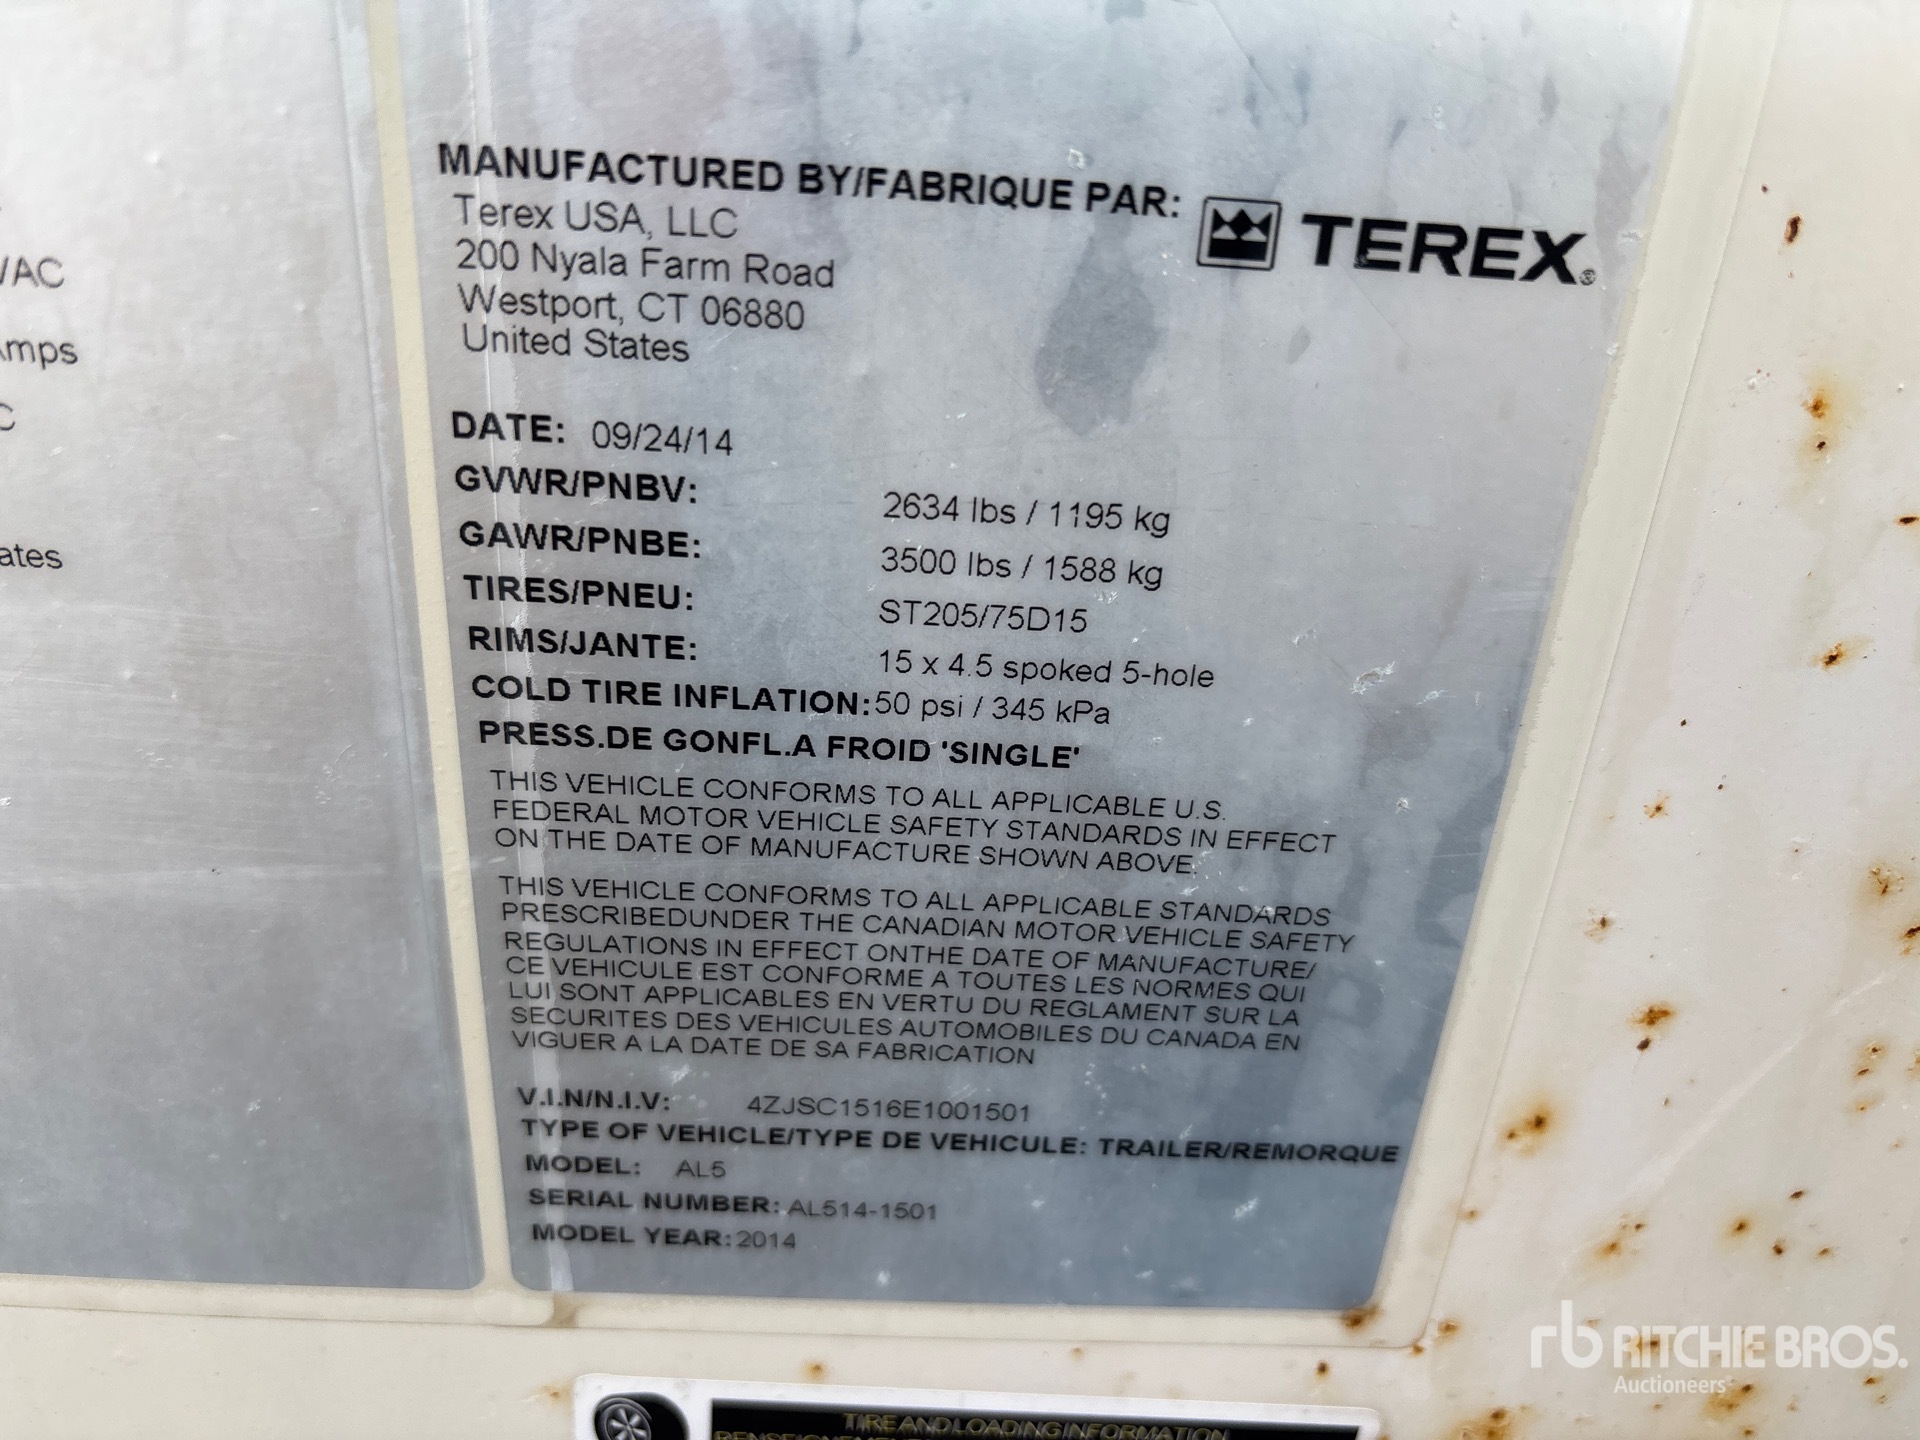 MANUFACTURED BY/FABRIQUE PAR: TEREX®
Terex USA, LLC
200 Nyala Farm Road
Westport, CT 06880
United States
DATE: 09/24/14
GVWR/PNBV: 2634 lbs / 1195 kg
GAWR/PNBE: 3500 lbs / 1588 kg
TIRES/PNEU: ST205/75D15
RIMS/JANTE: 15 x 4.5 spoked 5-hole
COLD TIRE INFLATION: 50 psi / 345 kPa
PRESS.DE GONFL.A FROID 'SINGLE'
THIS VEHICLE CONFORMS TO ALL APPLICABLE U.S.
FEDERAL MOTOR VEHICLE SAFETY STANDARDS IN EFFECT
ON THE DATE OF MANUFACTURE SHOWN ABOVE.
THIS VEHICLE CONFORMS TO ALL APPLICABLE STANDARDS
PRESCRIBEDUNDER THE CANADIAN MOTOR VEHICLE SAFETY
REGULATIONS IN EFFECT ONTHE DATE OF MANUFACTURE/
CE VEHICULE EST CONFORME A TOUTES LES NORMES QUI
LUI SONT APPLICABLES EN VERTU DU REGLAMENT SUR LA
SECURITES DES VEHICULES AUTOMOBILES DU CANADA EN
VIGUER A LA DATE DE SA FABRICATION
V.I.N/N.I.V: 4ZJSC1516E1001501
TYPE OF VEHICLE/TYPE DE VEHICULE: TRAILER/REMORQUE
MODEL: AL5
SERIAL NUMBER: AL514-1501
MODEL YEAR: 2014
TIRE AND LOADING INFORMATION
VAC
Amps
C
ates
rb RITCHIE BROS.
Auctioneers